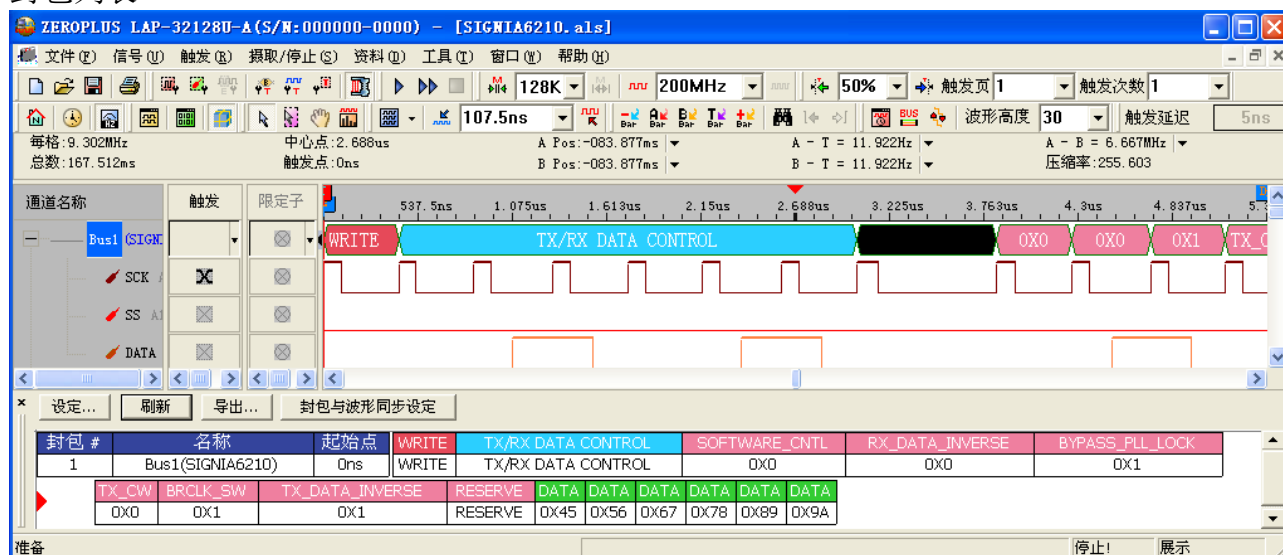 ZEROPLUS LAP-32128U-A(S/N:000000-0000) - [SIGNIA6210.als]
文件(F) 信号(U) 触发(R) 摄取/停止(S) 资料(D) 工具(T) 窗口(W) 帮助(H)
128K 200MHz 50% 触发页 1 触发次数 1
107.5ns Bar Bar Bar Bar Bar BUS 波形高度 30 触发延迟 5ns
每格:9.302MHz 中心点:2.688us A Pos:-083.877ms A - T = 11.922Hz A - B = 6.667MHz
总数:167.512ms 触发点:0ns B Pos:-083.877ms B - T = 11.922Hz 压缩率:255.603
通道名称 触发 限定子 537.5ns 1.075us 1.613us 2.15us 2.688us 3.225us 3.763us 4.3us 4.837us
Bus1 (SIGN WRITE TX/RX DATA CONTROL 0X0 0X0 0X1 TX_C
SCK
SS
DATA
设定... 刷新 导出... 封包与波形同步设定
封包 # 名称 起始点 WRITE TX/RX DATA CONTROL SOFTWARE_CNTL RX_DATA_INVERSE BYPASS_PLL_LOCK
1 Bus1(SIGNIA6210) 0ns WRITE TX/RX DATA CONTROL 0X0 0X0 0X1
TX_CW BRCLK_SW TX_DATA_INVERSE RESERVE DATA DATA DATA DATA DATA DATA
0X0 0X1 0X1 RESERVE 0X45 0X56 0X67 0X78 0X89 0X9A
准备 停止! 展示